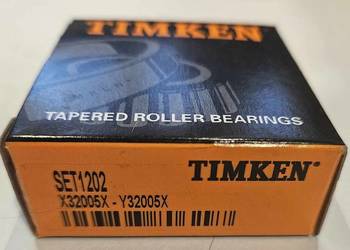 TIMKEN
TAPERED ROLLER BEARINGS
SET1202
TIMKEN®
X32005X - Y32005X